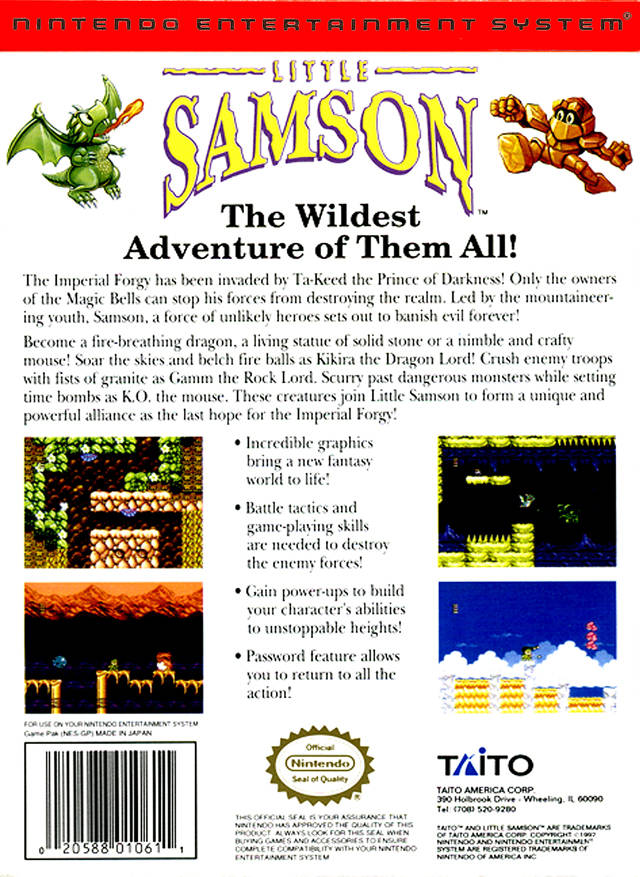 NINTENDO ENTERTAINMENT SYSTEM®
LITTLE
SAMSON
TM
The Wildest
Adventure of Them All!
The Imperial Forgy has been invaded by Ta-Keed the Prince of Darkness! Only the owners
of the Magic Bells can stop his forces from destroying the realm. Led by the mountaineer-
ing youth, Samson, a force of unlikely heroes sets out to banish evil forever!
Become a fire-breathing dragon, a living statue of solid stone or a nimble and crafty
mouse! Soar the skies and belch fire balls as Kikira the Dragon Lord! Crush enemy troops
with fists of granite as Gamm the Rock Lord. Scurry past dangerous monsters while setting
time bombs as K.O. the mouse. These creatures join Little Samson to form a unique and
powerful alliance as the last hope for the Imperial Forgy!
• Incredible graphics
bring a new fantasy
world to life!
• Battle tactics and
game-playing skills
are needed to destroy
the enemy forces!
• Gain power-ups to build
your character's abilities
to unstoppable heights!
• Password feature allows
you to return to all the
action!
FOR USE ON YOUR NINTENDO ENTERTAINMENT SYSTEM
Game Pak (NES-GP) MADE IN JAPAN
0 20588 01061 1
Official
Nintendo
Seal of Quality
®
THIS OFFICIAL SEAL IS YOUR ASSURANCE THAT
NINTENDO HAS APPROVED THE QUALITY OF THIS
PRODUCT. ALWAYS LOOK FOR THIS SEAL WHEN
BUYING GAMES AND ACCESSORIES TO ENSURE
COMPLETE COMPATIBILITY WITH YOUR NINTENDO
ENTERTAINMENT SYSTEM
TAITO
TAITO AMERICA CORP.
390 Holbrook Drive - Wheeling, IL 60090
Tel: (708) 520-9280
TAITO™ AND LITTLE SAMSON™ ARE TRADEMARKS
OF TAITO AMERICA CORP. COPYRIGHT ©1992
NINTENDO AND NINTENDO ENTERTAINMENT
SYSTEM ARE REGISTERED TRADEMARKS OF
NINTENDO OF AMERICA INC